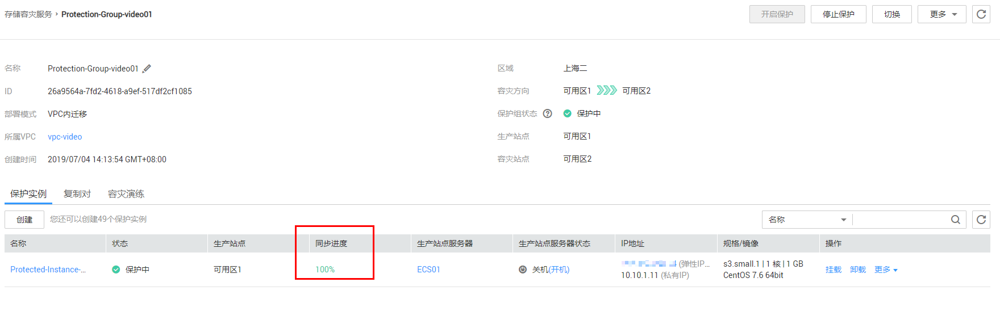 存储容灾服务 › Protection-Group-video01
开启保护 停止保护 切换 更多
名称 Protection-Group-video01
区域 上海二
ID 26a9564a-7fd2-4618-a9ef-517df2cf1085
容灾方向 可用区1 可用区2
部署模式 VPC内迁移
保护组状态 ? 保护中
所属VPC vpc-video
生产站点 可用区1
创建时间 2019/07/04 14:13:54 GMT+08:00
容灾站点 可用区2
保护实例 复制对 容灾演练
创建 您还可以创建49个保护实例
名称
名称 状态 生产站点 同步进度 生产站点服务器 生产站点服务器状态 IP地址 规格/镜像 操作
Protected-Instance-... 保护中 可用区1 100% ECS01 关机(开机) (弹性IP... s3.small.1 | 1 核 | 1 GB 挂载 卸载 更多
10.10.1.11 (私有IP) CentOS 7.6 64bit